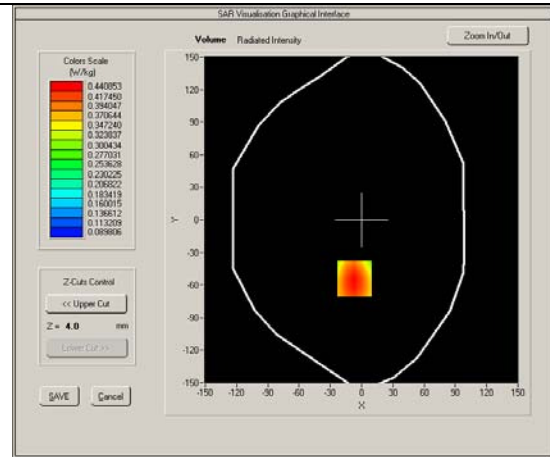 SAR Visualisation Graphical Interface
Volume Radiated Intensity
Zoom In/Out
Colors Scale
(W/kg)
0.440853
0.417450
0.394047
0.370644
0.347240
0.323837
0.300434
0.277031
0.253628
0.230225
0.206822
0.183419
0.160015
0.136612
0.113209
0.089806
Z-Cuts Control
<< Upper Cut
Z = 4.0 mm
Lower Cut >>
SAVE Cancel
150-
120-
90-
60-
30-
Y 0-
-30-
-60-
-90-
-120-
-150-
-150 -120 -90 -60 -30 0 30 60 90 120 150
X